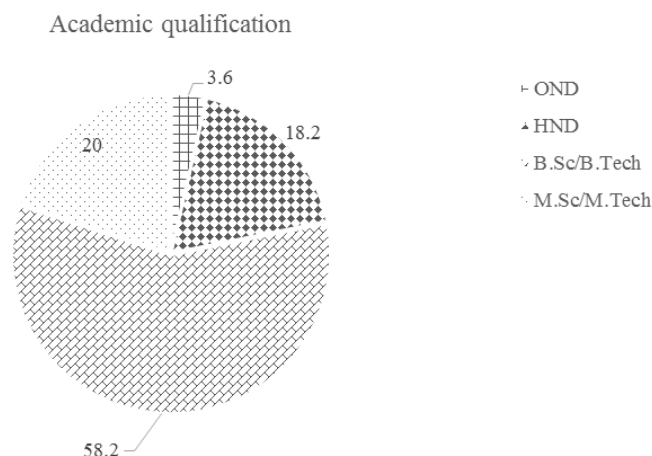 Academic qualification
3.6
18.2
20
58.2
OND
HND
B.Sc/B.Tech
M.Sc/M.Tech